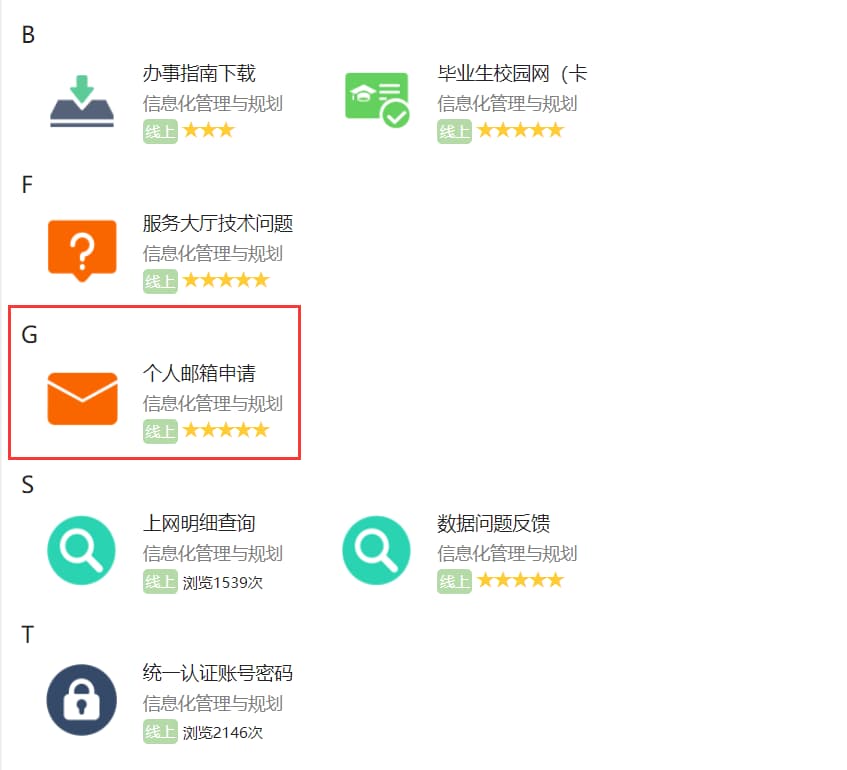 B
办事指南下载
信息化管理与规划
线上 ★★★
毕业生校园网（卡
信息化管理与规划
线上 ★★★★★
F
服务大厅技术问题
信息化管理与规划
线上 ★★★★★
G
个人邮箱申请
信息化管理与规划
线上 ★★★★★
S
上网明细查询
信息化管理与规划
线上 浏览1539次
数据问题反馈
信息化管理与规划
线上 ★★★★★
T
统一认证账号密码
信息化管理与规划
线上 浏览2146次